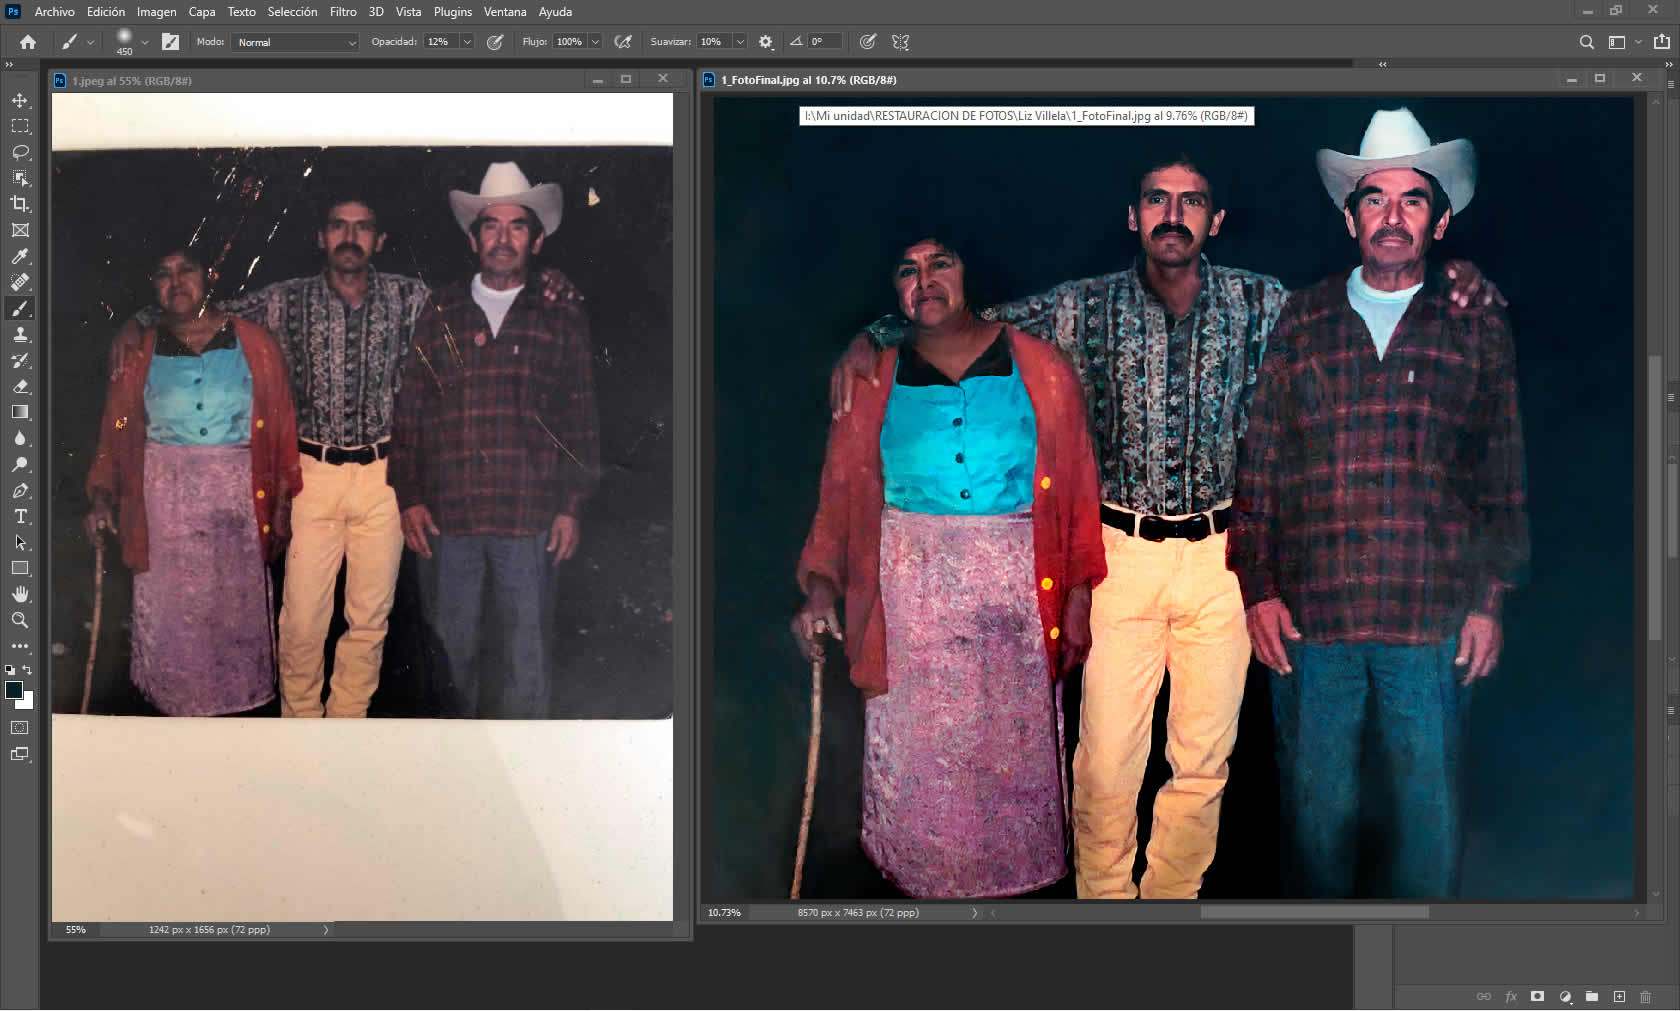 Ps Archivo Edición Imagen Capa Texto Selección Filtro 3D Vista Plugins Ventana Ayuda
450 Modo: Normal Opacidad: 12% Flujo: 100% Suavizar: 10% 0°
Ps 1.jpeg al 55% (RGB/8#)
Ps 1_FotoFinal.jpg al 10.7% (RGB/8#)
I:\Mi unidad\RESTAURACION DE FOTOS\Liz Villela\1_FotoFinal.jpg al 9.76% (RGB/8#)
T
10.73% 8570 px x 7463 px (72 ppp)
55% 1242 px x 1656 px (72 ppp)
fx